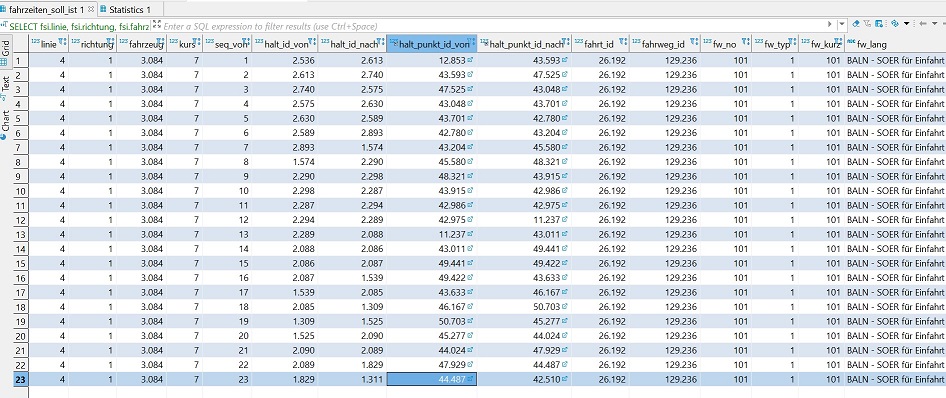 fahrzeiten_soll_ist 1 Statistics 1
SELECT fsi.linie, fsi.richtung, fsi.fahrz Enter a SQL expression to filter results (use Ctrl+Space)
Grid
Text
Chart
123 linie 123 richtung 123 fahrzeug 123 kurs 123 seq_von 123 halt_id_von 123 halt_id_nach 123 halt_punkt_id_von 123 halt_punkt_id_nach 123 fahrt_id 123 fahrweg_id 123 fw_no 123 fw_typ 123 fw_kurz ABC fw_lang
1 4 1 3.084 7 1 2.536 2.613 12.853 43.593 26.192 129.236 101 1 101 BALN - SOER für Einfahrt
2 4 1 3.084 7 2 2.613 2.740 43.593 47.525 26.192 129.236 101 1 101 BALN - SOER für Einfahrt
3 4 1 3.084 7 3 2.740 2.575 47.525 43.048 26.192 129.236 101 1 101 BALN - SOER für Einfahrt
4 4 1 3.084 7 4 2.575 2.630 43.048 43.701 26.192 129.236 101 1 101 BALN - SOER für Einfahrt
5 4 1 3.084 7 5 2.630 2.589 43.701 42.780 26.192 129.236 101 1 101 BALN - SOER für Einfahrt
6 4 1 3.084 7 6 2.589 2.893 42.780 43.204 26.192 129.236 101 1 101 BALN - SOER für Einfahrt
7 4 1 3.084 7 7 2.893 1.574 43.204 45.580 26.192 129.236 101 1 101 BALN - SOER für Einfahrt
8 4 1 3.084 7 8 1.574 2.290 45.580 48.321 26.192 129.236 101 1 101 BALN - SOER für Einfahrt
9 4 1 3.084 7 9 2.290 2.298 48.321 43.915 26.192 129.236 101 1 101 BALN - SOER für Einfahrt
10 4 1 3.084 7 10 2.298 2.287 43.915 42.986 26.192 129.236 101 1 101 BALN - SOER für Einfahrt
11 4 1 3.084 7 11 2.287 2.294 42.986 42.975 26.192 129.236 101 1 101 BALN - SOER für Einfahrt
12 4 1 3.084 7 12 2.294 2.289 42.975 11.237 26.192 129.236 101 1 101 BALN - SOER für Einfahrt
13 4 1 3.084 7 13 2.289 2.088 11.237 43.011 26.192 129.236 101 1 101 BALN - SOER für Einfahrt
14 4 1 3.084 7 14 2.088 2.086 43.011 49.441 26.192 129.236 101 1 101 BALN - SOER für Einfahrt
15 4 1 3.084 7 15 2.086 2.087 49.441 49.422 26.192 129.236 101 1 101 BALN - SOER für Einfahrt
16 4 1 3.084 7 16 2.087 1.539 49.422 43.633 26.192 129.236 101 1 101 BALN - SOER für Einfahrt
17 4 1 3.084 7 17 1.539 2.085 43.633 46.167 26.192 129.236 101 1 101 BALN - SOER für Einfahrt
18 4 1 3.084 7 18 2.085 1.309 46.167 50.703 26.192 129.236 101 1 101 BALN - SOER für Einfahrt
19 4 1 3.084 7 19 1.309 1.525 50.703 45.277 26.192 129.236 101 1 101 BALN - SOER für Einfahrt
20 4 1 3.084 7 20 1.525 2.090 45.277 44.024 26.192 129.236 101 1 101 BALN - SOER für Einfahrt
21 4 1 3.084 7 21 2.090 2.089 44.024 47.929 26.192 129.236 101 1 101 BALN - SOER für Einfahrt
22 4 1 3.084 7 22 2.089 1.829 47.929 44.487 26.192 129.236 101 1 101 BALN - SOER für Einfahrt
23 4 1 3.084 7 23 1.829 1.311 44.487 42.510 26.192 129.236 101 1 101 BALN - SOER für Einfahrt